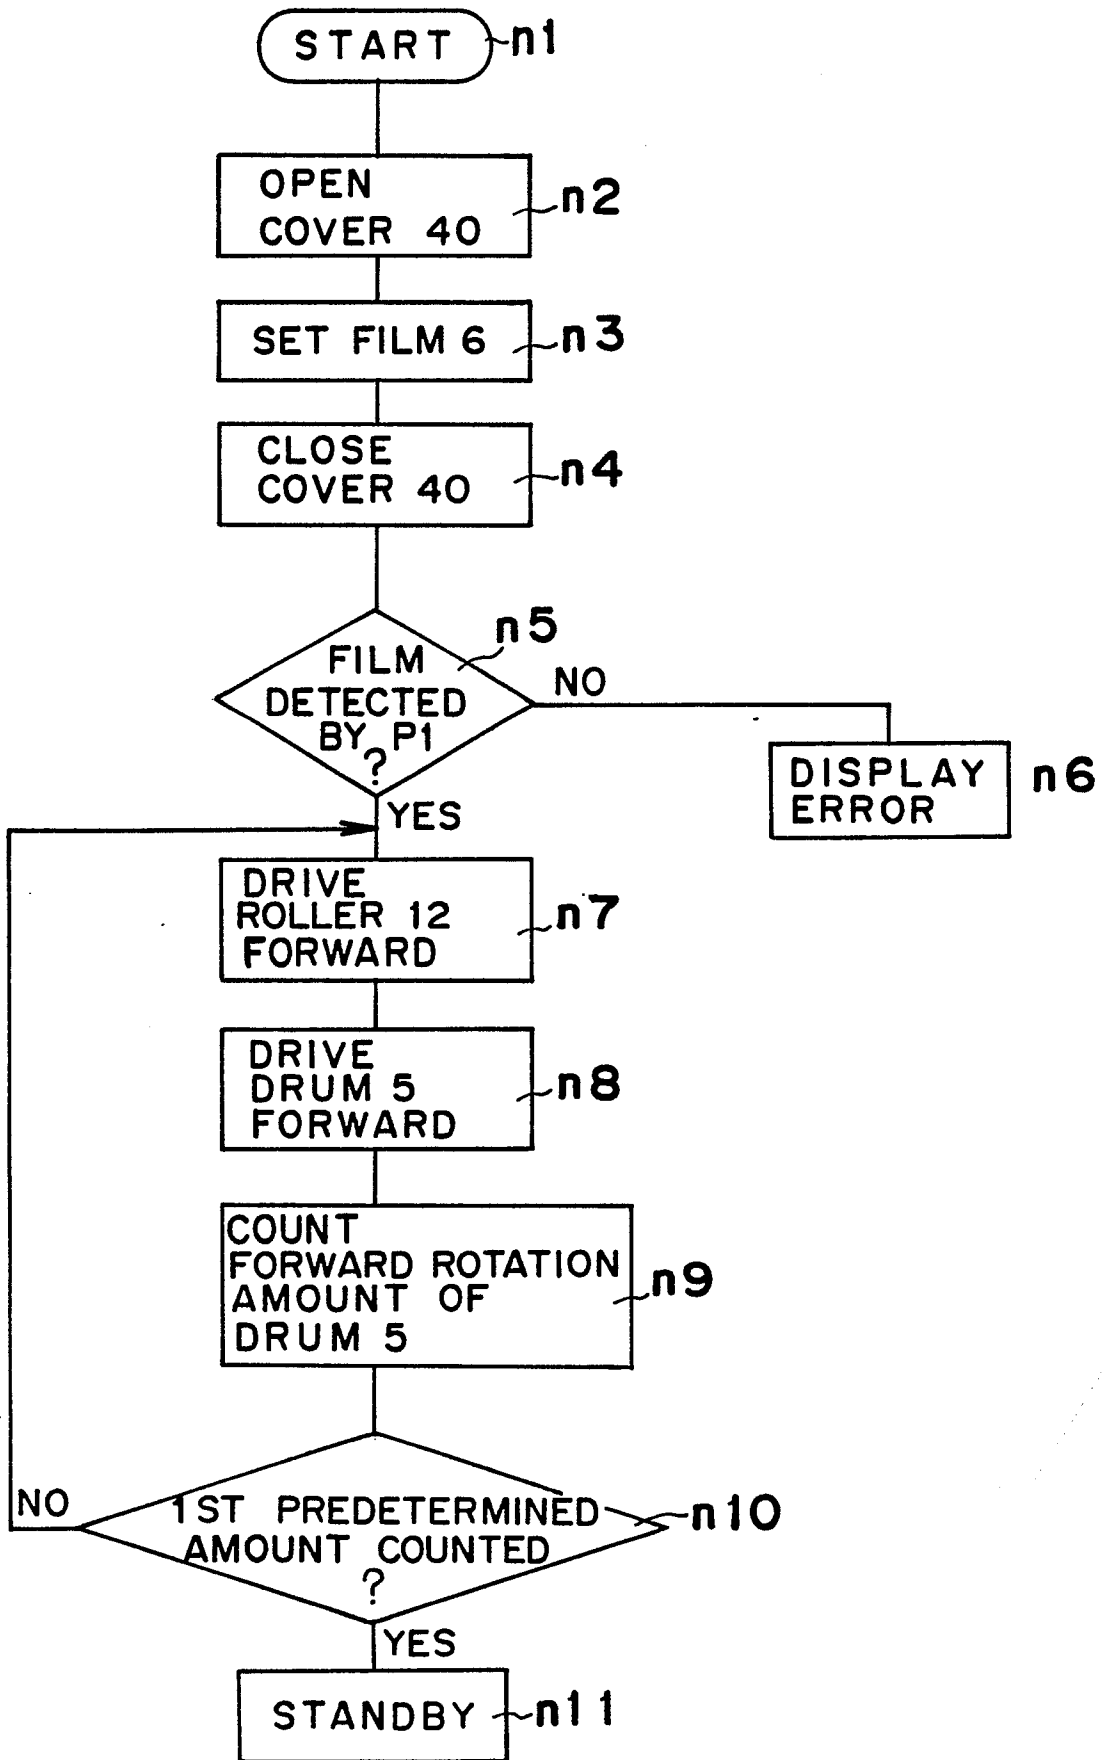 START
n1
OPEN
COVER 40
n2
SET FILM 6
n3
CLOSE
COVER 40
n4
n5
FILM
DETECTED
BY P1
?
NO
DISPLAY
ERROR
n6
YES
DRIVE
ROLLER 12
FORWARD
n7
DRIVE
DRUM 5
FORWARD
n8
COUNT
FORWARD ROTATION
AMOUNT OF
DRUM 5
n9
NO
1ST PREDETERMINED
AMOUNT COUNTED
?
n10
YES
STANDBY
n11